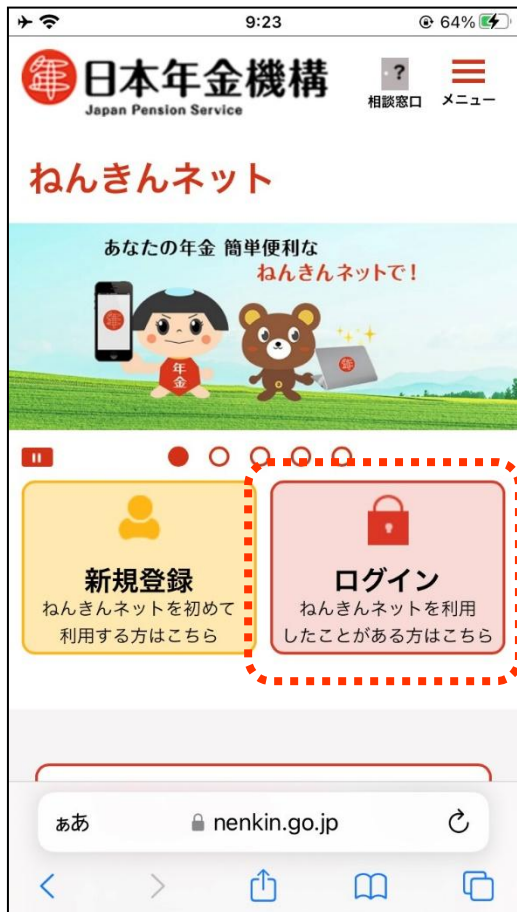 9:23
64%
年 日本年金機構
Japan Pension Service
?
相談窓口 メニュー
ねんきんネット
あなたの年金 簡単便利な
ねんきんネットで!
年
年金
年
新規登録
ねんきんネットを初めて
利用する方はこちら
ログイン
ねんきんネットを利用
したことがある方はこちら
ぁあ nenkin.go.jp